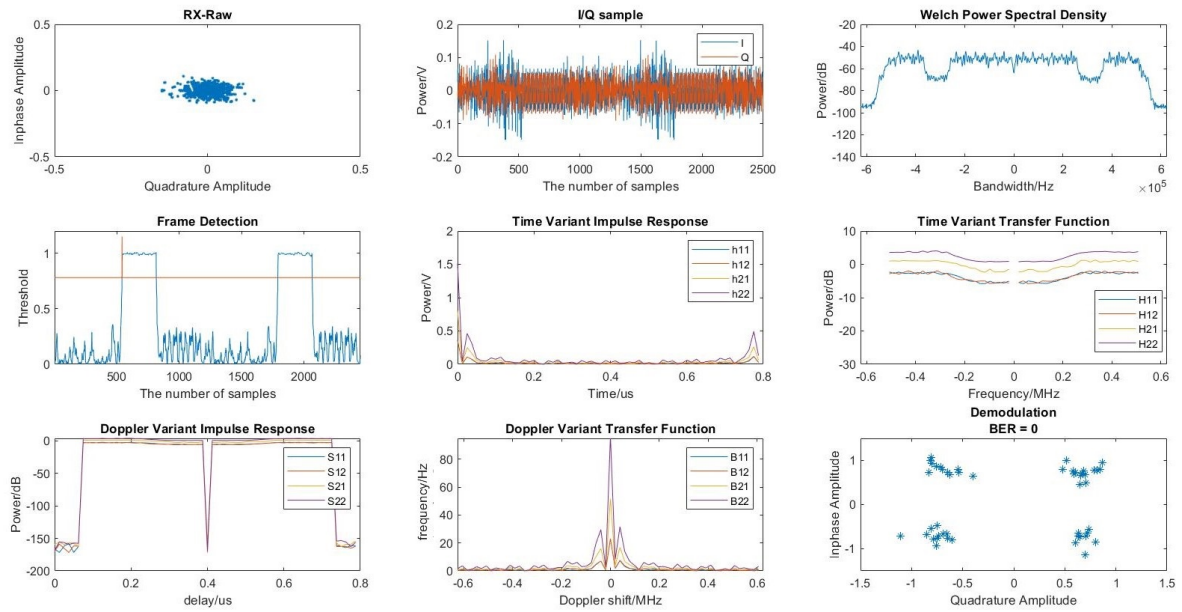 RX-Raw
0.5
0
-0.5
-0.5
0
0.5
Inphase Amplitude
Quadrature Amplitude
I/Q sample
0.2
0.1
0
-0.1
-0.2
0
500
1000
1500
2000
2500
Power/V
The number of samples
I
Q
Welch Power Spectral Density
-20
-40
-60
-80
-100
-120
-140
-6
-4
-2
0
2
4
6
×10⁵
Power/dB
Bandwidth/Hz
Frame Detection
1
0.5
0
500
1000
1500
2000
Threshold
The number of samples
Time Variant Impulse Response
2
1.5
1
0.5
0
0
0.2
0.4
0.6
0.8
Power/V
Time/us
h11
h12
h21
h22
Time Variant Transfer Function
10
0
-10
-20
-30
-0.6
-0.4
-0.2
0
0.2
0.4
0.6
Power/dB
Frequency/MHz
H11
H12
H21
H22
Doppler Variant Impulse Response
0
-50
-100
-150
-200
0
0.2
0.4
0.6
0.8
Power/dB
delay/us
S11
S12
S21
S22
Doppler Variant Transfer Function
80
60
40
20
0
-0.6
-0.4
-0.2
0
0.2
0.4
0.6
frequency/Hz
Doppler shift/MHz
B11
B12
B21
B22
Demodulation
BER = 0
1
0
-1
-1.5
-1
-0.5
0
0.5
1
1.5
Inphase Amplitude
Quadrature Amplitude